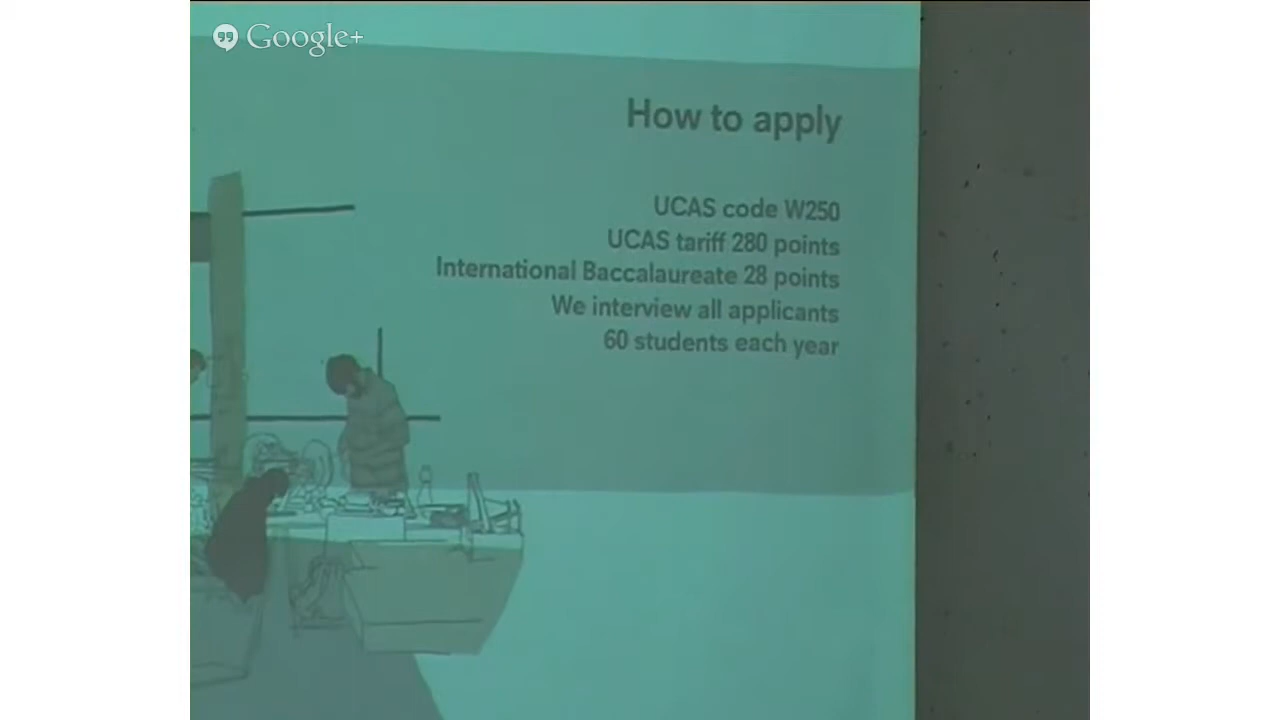 Google+
How to apply
UCAS code W250
UCAS tariff 280 points
International Baccalaureate 28 points
We interview all applicants
60 students each year